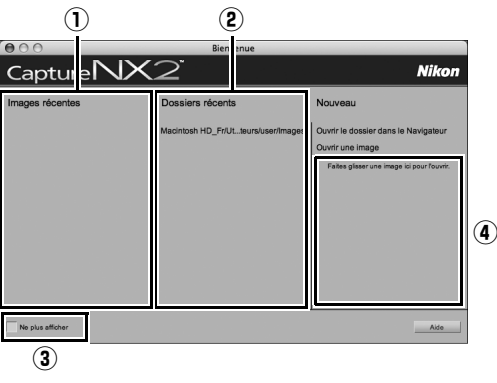 ① ②
Bienvenue
Capture NX2 Nikon
Images récentes
Dossiers récents
Macintosh HD_Fr/Ut...teurs/user/Images
Nouveau
Ouvrir le dossier dans le Navigateur
Ouvrir une image
Faites glisser une image ici pour l'ouvrir.
④
Ne plus afficher
Aide
③